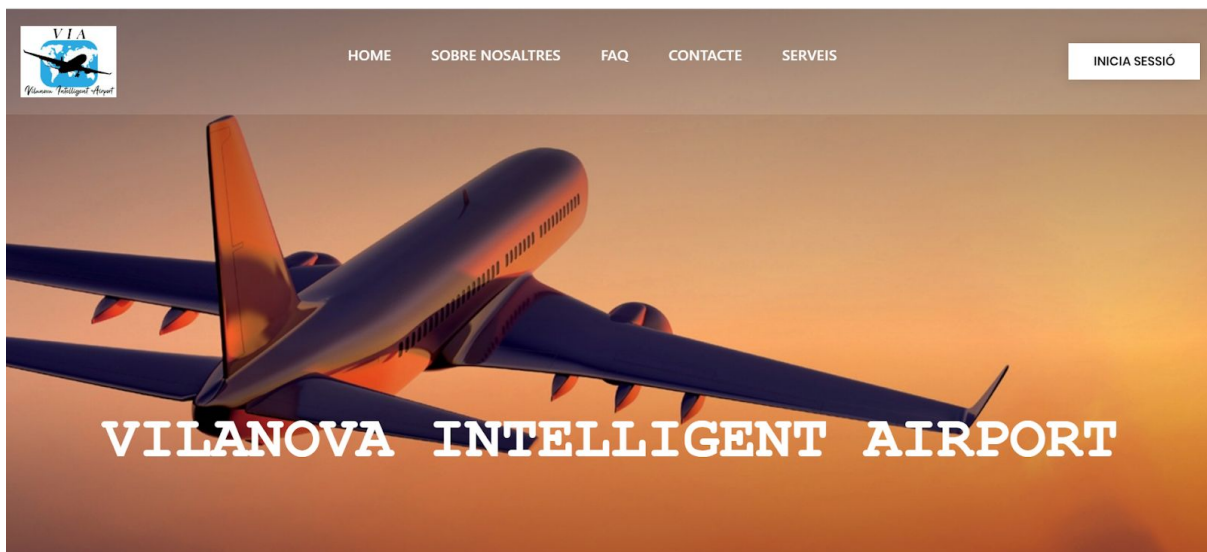 VIA
Vilanova Intelligent Airport
HOME SOBRE NOSALTRES FAQ CONTACTE SERVEIS
INICIA SESSIÓ
VILANOVA INTELLIGENT AIRPORT